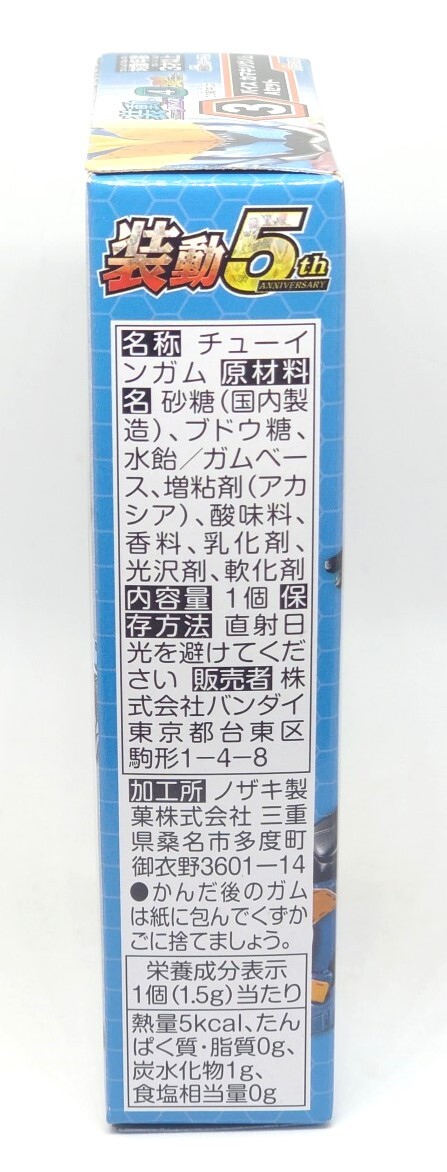 3
装動5th
ANNIVERSARY
名称 チューイ
ンガム 原材料
名 砂糖(国内製
造)、ブドウ糖、
水飴/ガムベー
ス、増粘剤(アカ
シア)、酸味料、
香料、乳化剤、
光沢剤、軟化剤
内容量 1個 保
存方法 直射日
光を避けてくだ
さい 販売者 株
式会社バンダイ
東京都台東区
駒形1-4-8
加工所 ノザキ製
菓株式会社 三重
県桑名市多度町
御衣野3601-14
●かんだ後のガム
は紙に包んでくずか
ごに捨てましょう。
栄養成分表示
1個(1.5g)当たり
熱量5kcal、たん
ぱく質・脂質0g、
炭水化物1g、
食塩相当量0g